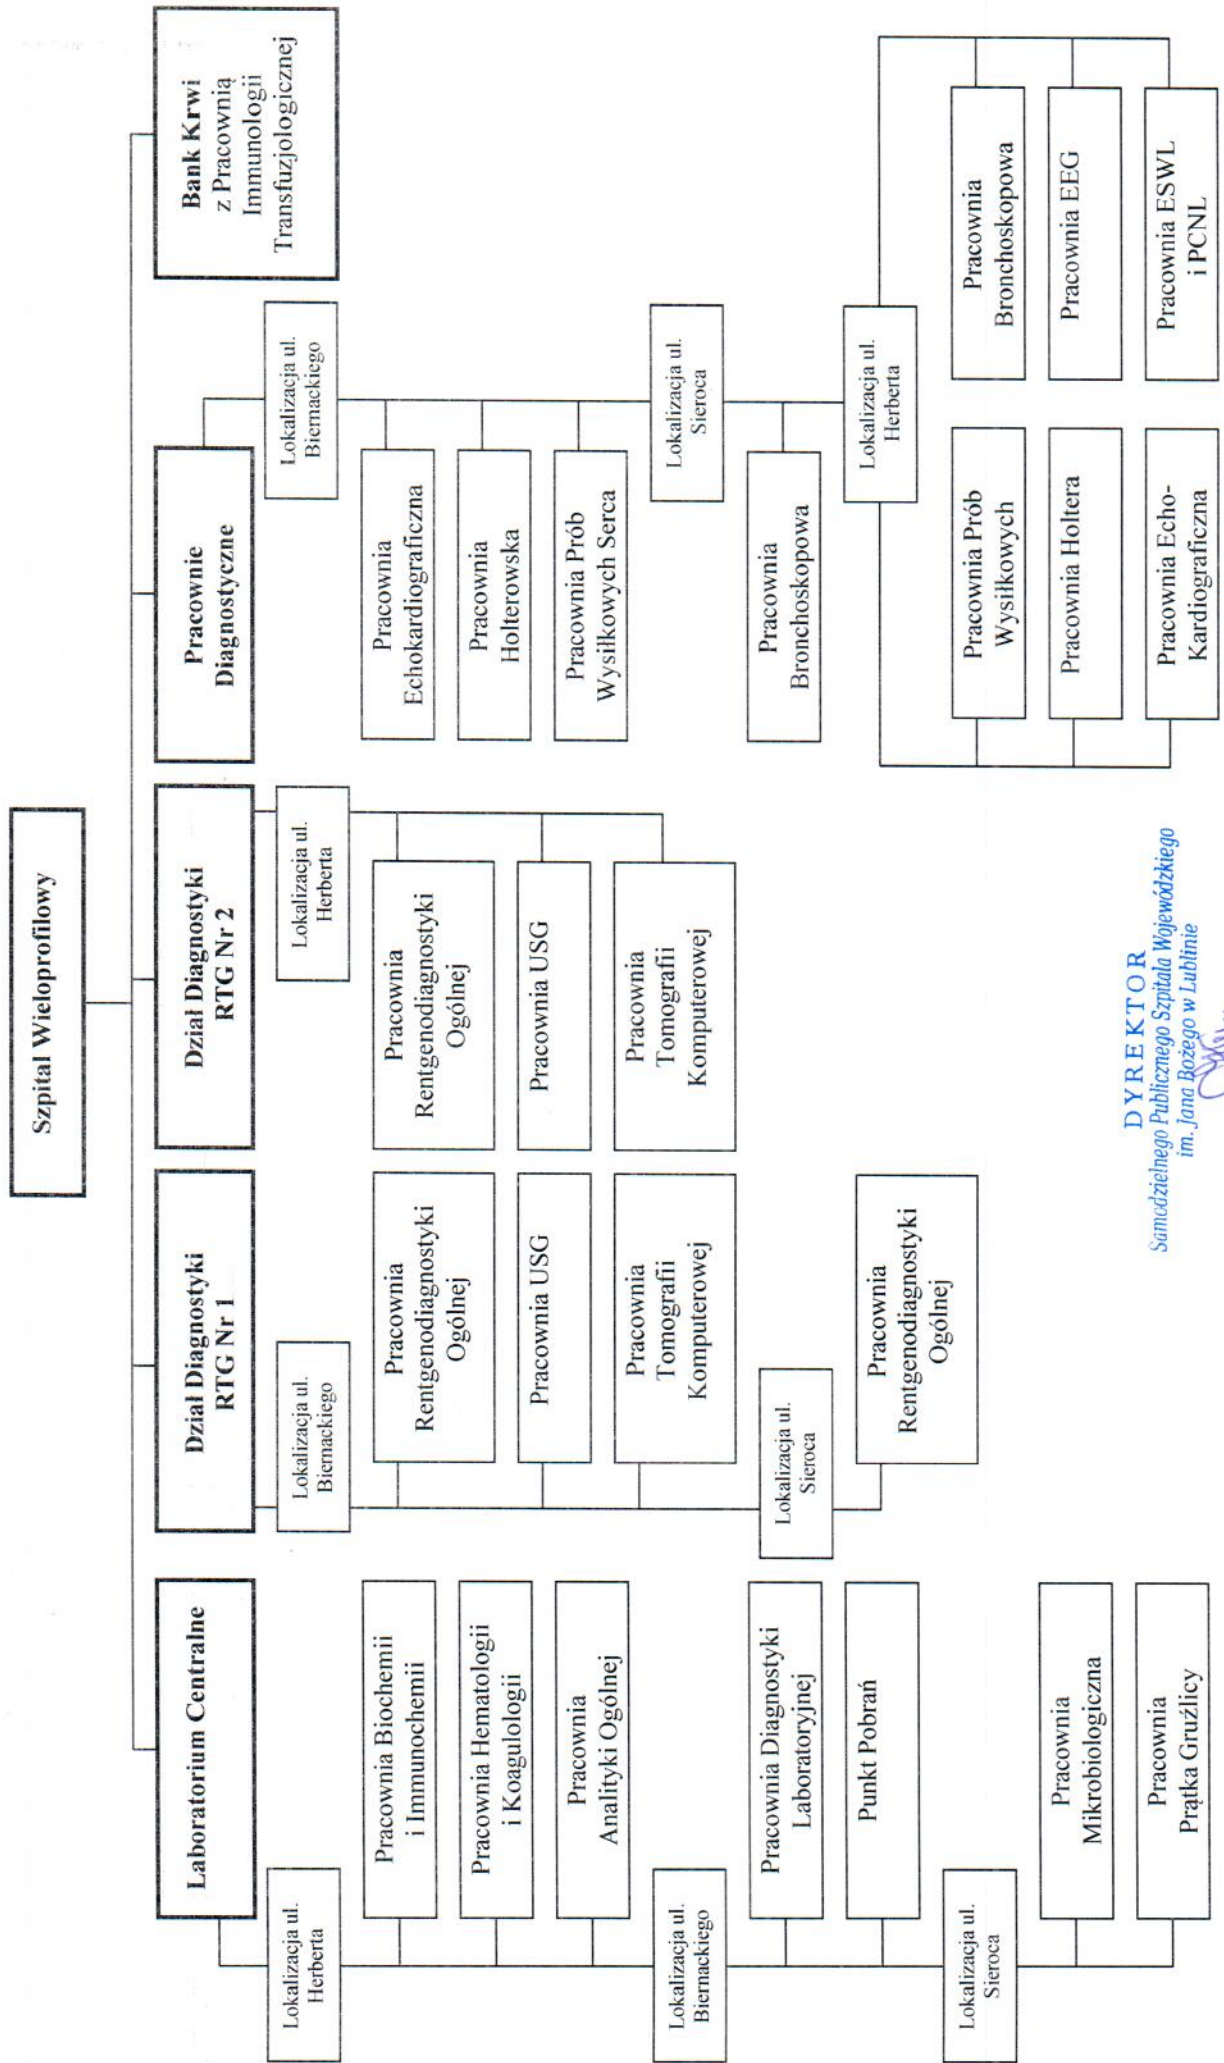 Szpital Wieloprofilowy
Laboratorium Centralne
Lokalizacja ul.
Herberta
Pracownia Biochemii
i Immunochemii
Pracownia Hematologii
i Koagulologii
Pracownia
Analityki Ogólnej
Lokalizacja ul.
Biernackiego
Pracownia Diagnostyki
Laboratoryjnej
Punkt Pobrań
Lokalizacja ul.
Sieroca
Pracownia
Mikrobiologiczna
Pracownia
Prątka Gruźlicy
Dział Diagnostyki
RTG Nr 1
Lokalizacja ul.
Biernackiego
Pracownia
Rentgenodiagnostyki
Ogólnej
Pracownia USG
Pracownia
Tomografii
Komputerowej
Lokalizacja ul.
Sieroca
Pracownia
Rentgenodiagnostyki
Ogólnej
Dział Diagnostyki
RTG Nr 2
Lokalizacja ul.
Herberta
Pracownia
Rentgenodiagnostyki
Ogólnej
Pracownia USG
Pracownia
Tomografii
Komputerowej
Pracownie
Diagnostyczne
Lokalizacja ul.
Biernackiego
Pracownia
Echokardiograficzna
Pracownia
Holterowska
Pracownia Prób
Wysiłkowych Serca
Lokalizacja ul.
Sieroca
Pracownia
Bronchoskopowa
Lokalizacja ul.
Herberta
Pracownia Prób
Wysiłkowych
Pracownia Holtera
Pracownia Echo-
Kardiograficzna
Pracownia
Bronchoskopowa
Pracownia EEG
Pracownia ESWL
i PCNL
Bank Krwi
z Pracownią
Immunologii
Transfuzjologicznej
DYREKTOR
Samodzielnego Publicznego Szpitala Wojewódzkiego
im. Jana Bożego w Lublinie